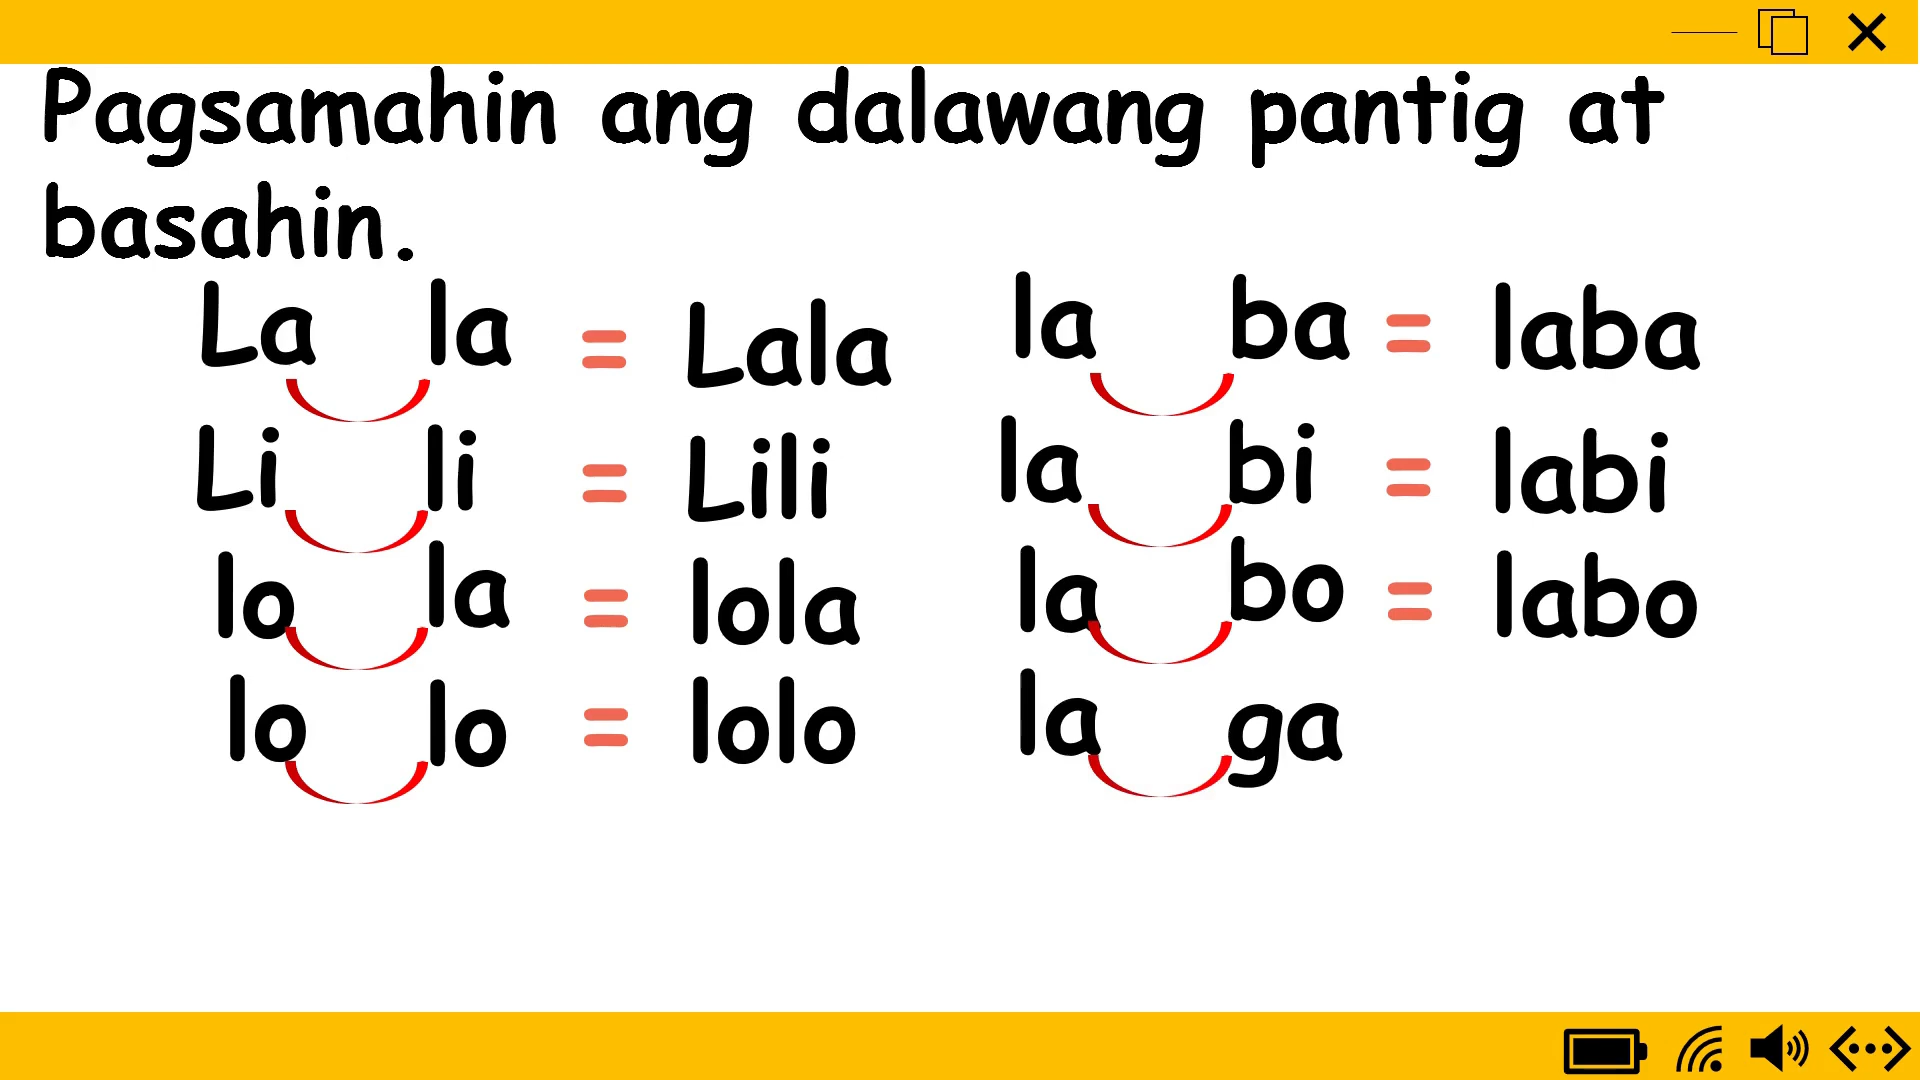 Pagsamahin ang dalawang pantig at
basahin.
La la = Lala
Li li = Lili
lo la = lola
lo lo = lolo
la ba = laba
la bi = labi
la bo = labo
la ga